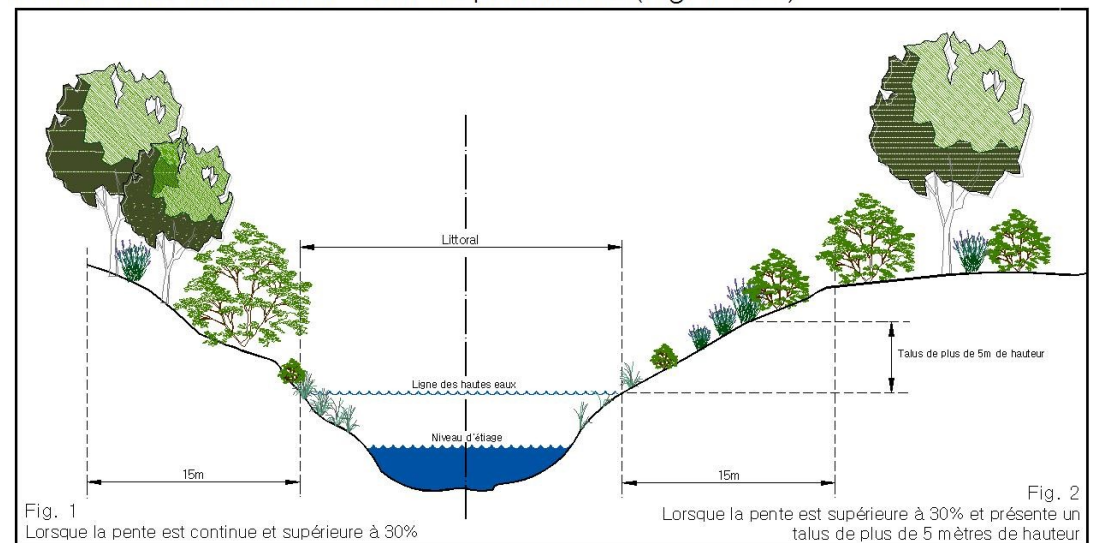 Littoral
Talus de plus de 5m de hauteur
Ligne des hautes eaux
Niveau d'étiage
15m
15m
Fig. 1
Lorsque la pente est continue et supérieure à 30%
Fig. 2
Lorsque la pente est supérieure à 30% et présente un
talus de plus de 5 mètres de hauteur